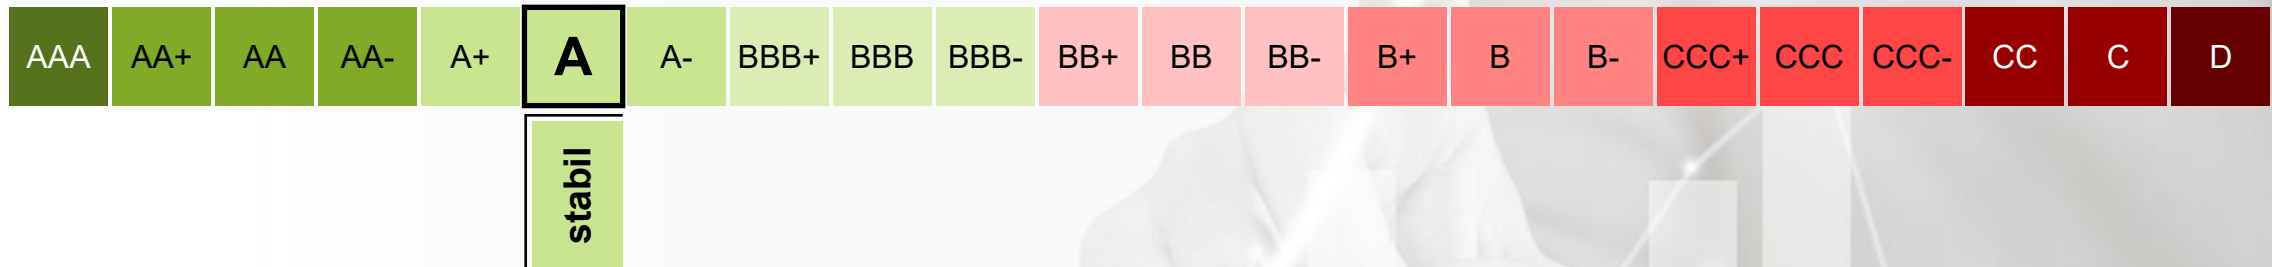 AAA AA+ AA AA- A+ A A- BBB+ BBB BBB- BB+ BB BB- B+ B B- CCC+ CCC CCC- CC C D
stabil